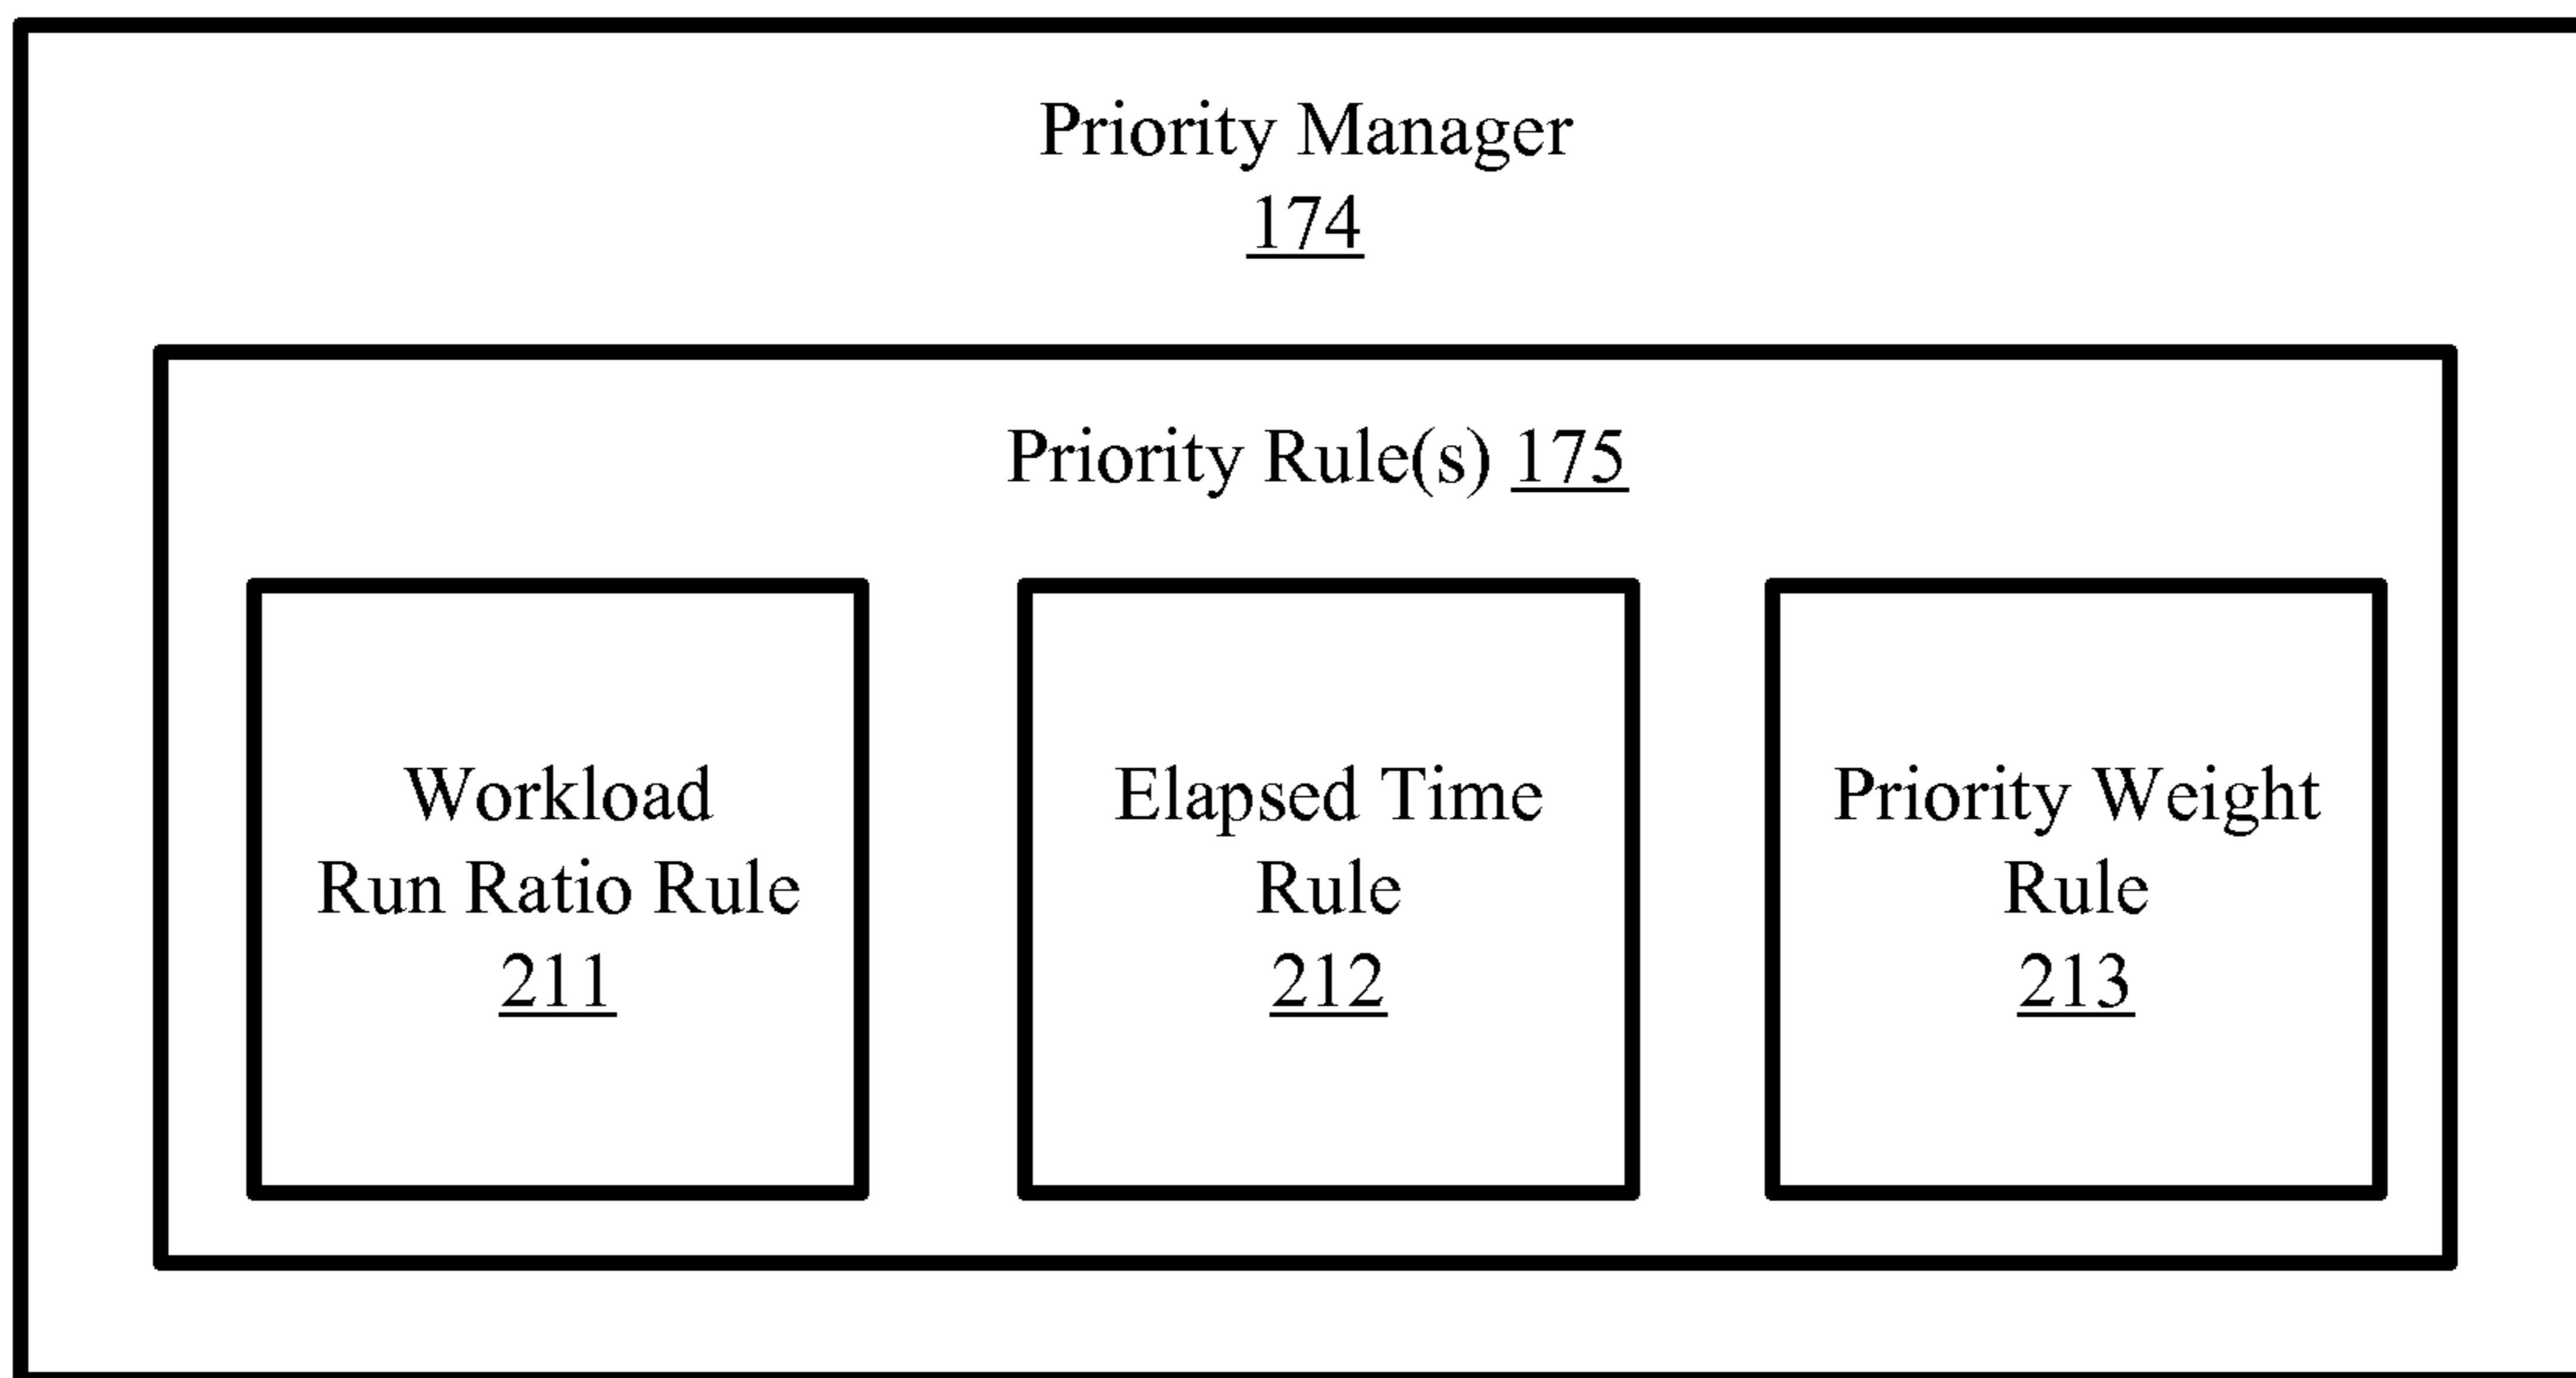 Priority Manager
174
Priority Rule(s) 175
Workload
Run Ratio Rule
211
Elapsed Time
Rule
212
Priority Weight
Rule
213